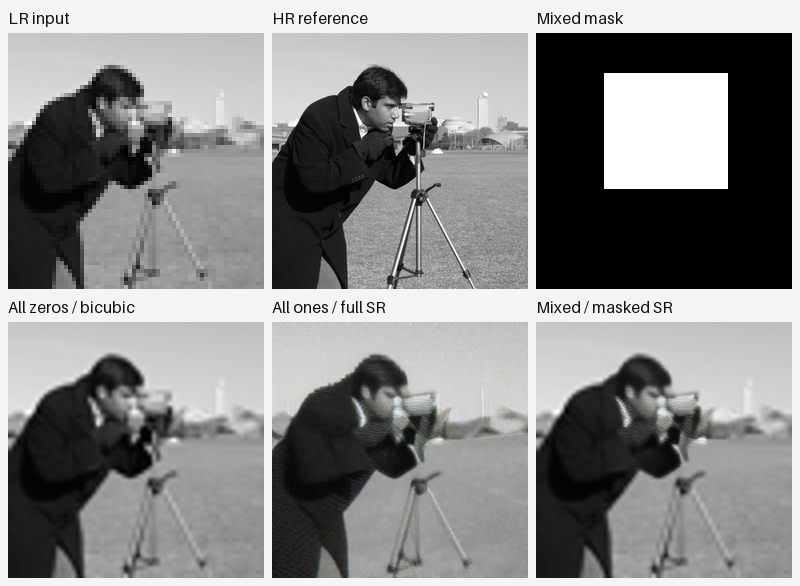 LR input
HR reference
Mixed mask
All zeros / bicubic
All ones / full SR
Mixed / masked SR